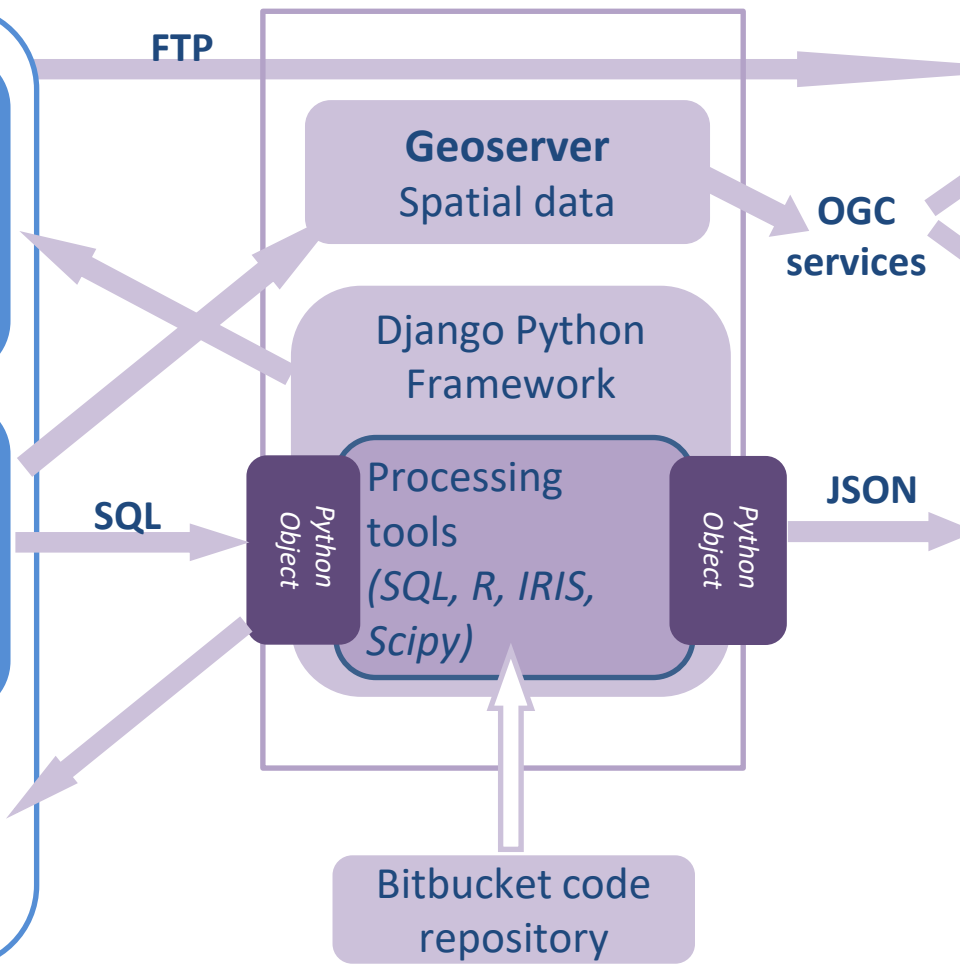 FTP
Geoserver
Spatial data
OGC
services
Django Python
Framework
Processing
tools
(SQL, R, IRIS,
Scipy)
SQL
Python
Object
Python
Object
JSON
Bitbucket code
repository